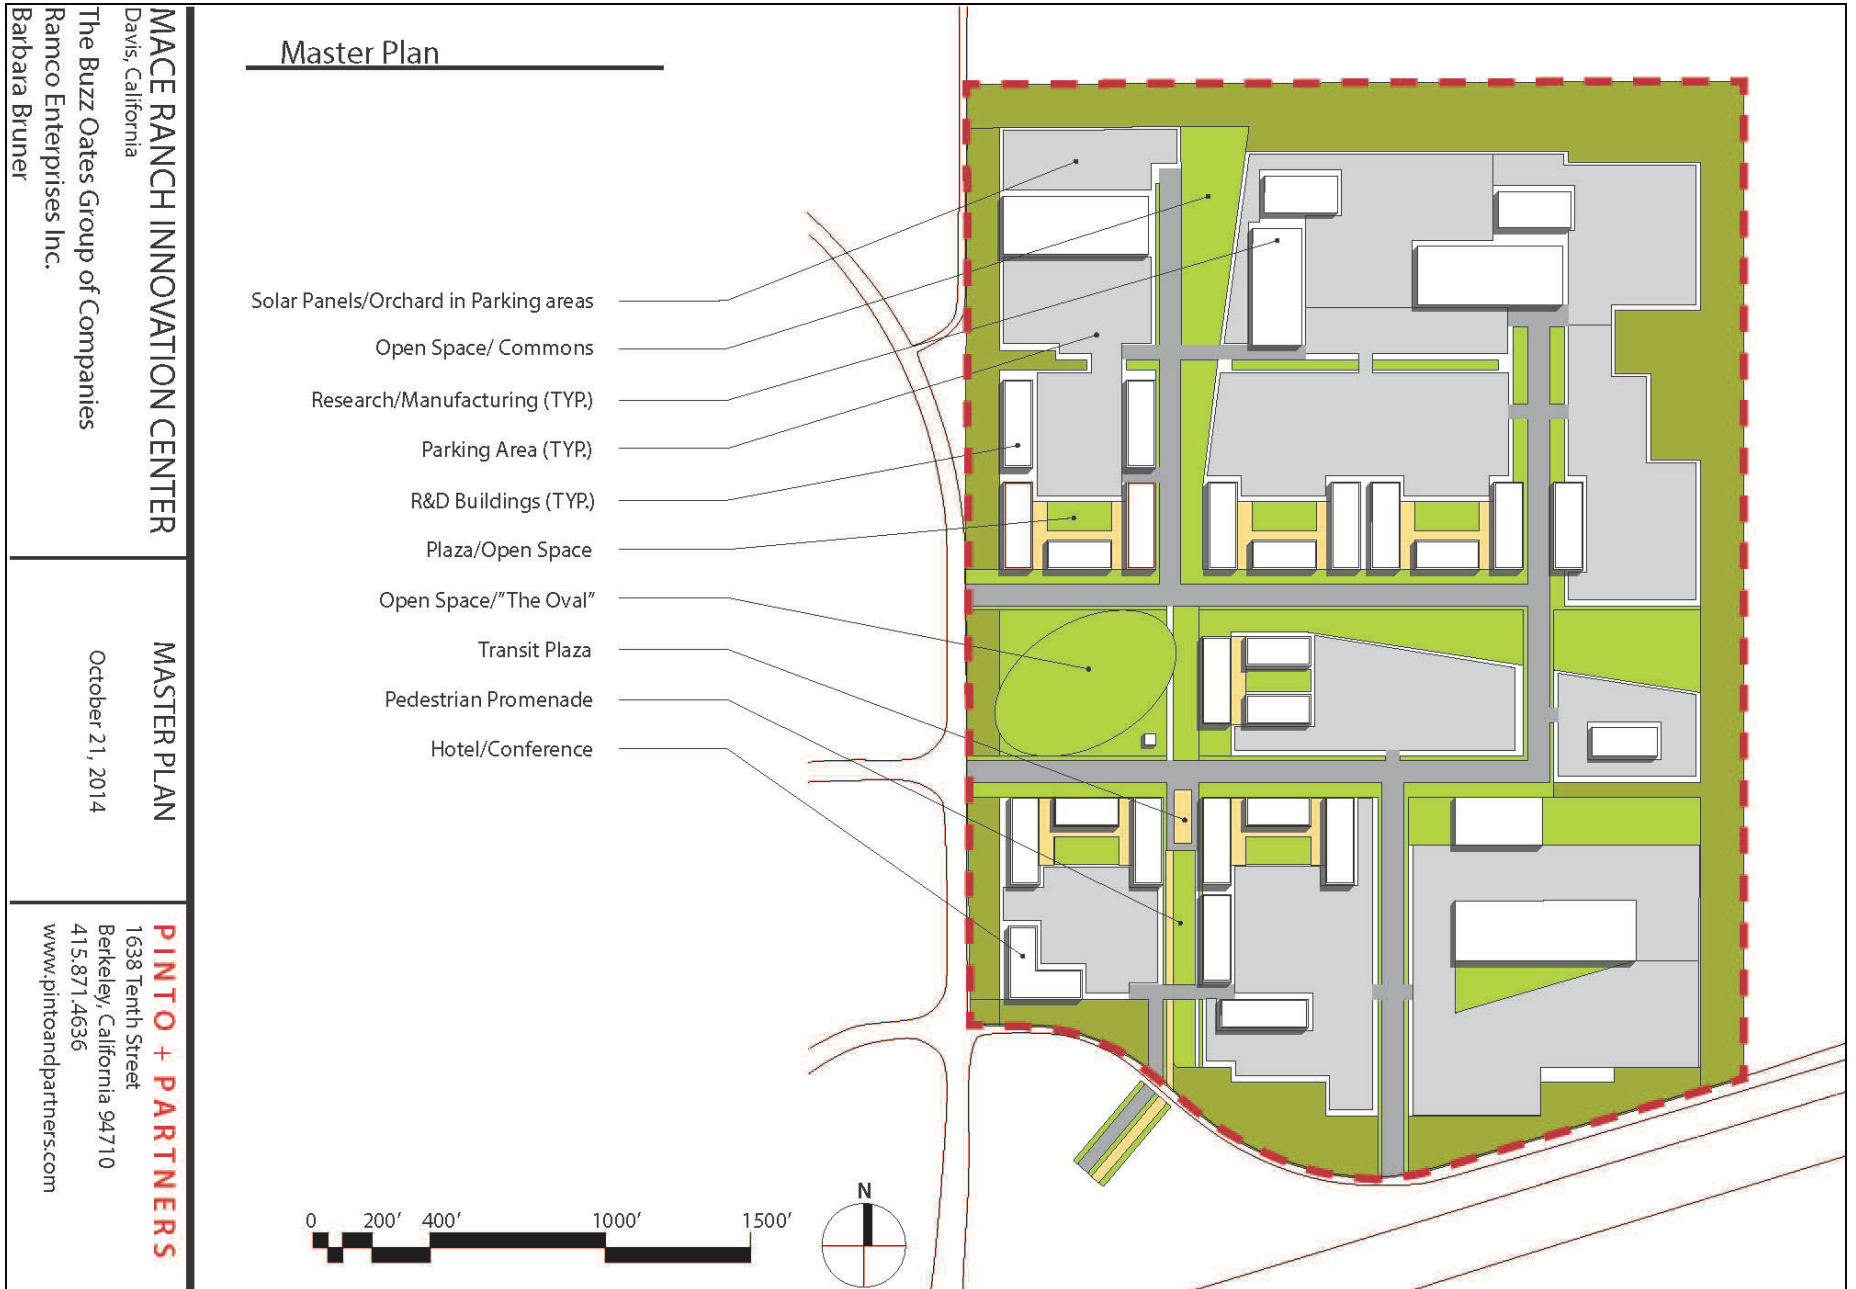 MACE RANCH INNOVATION CENTER
Davis, California
The Buzz Oates Group of Companies
Ramco Enterprises Inc.
Barbara Bruner
MASTER PLAN
October 21, 2014
PINTO + PARTNERS
1638 Tenth Street
Berkeley, California 94710
415.871.4636
www.pintoandpartners.com
Master Plan
Solar Panels/Orchard in Parking areas
Open Space/ Commons
Research/Manufacturing (TYP.)
Parking Area (TYP.)
R&D Buildings (TYP.)
Plaza/Open Space
Open Space/"The Oval"
Transit Plaza
Pedestrian Promenade
Hotel/Conference
0 200' 400' 1000' 1500'
N